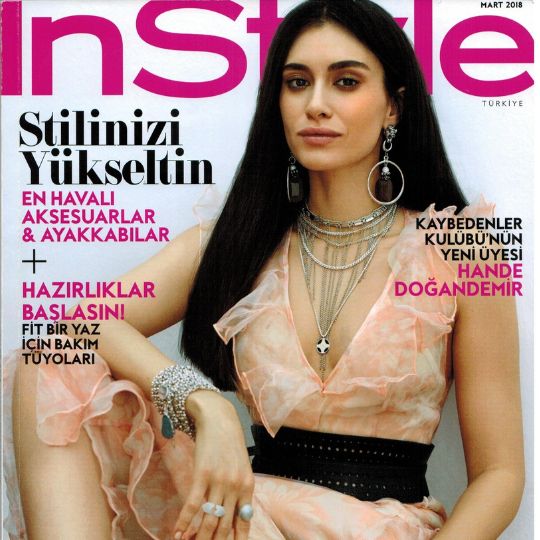 InStyle
MART 2018
TÜRKİYE
Stilinizi
Yükseltin
EN HAVALI
AKSESUARLAR
& AYAKKABILAR
+
HAZIRLIKLAR
BAŞLASIN!
FİT BİR YAZ
İÇİN BAKIM
TÜYOLARI
KAYBEDENLER
KULÜBÜ'NÜN
YENİ ÜYESİ
HANDE
DOĞANDEMİR